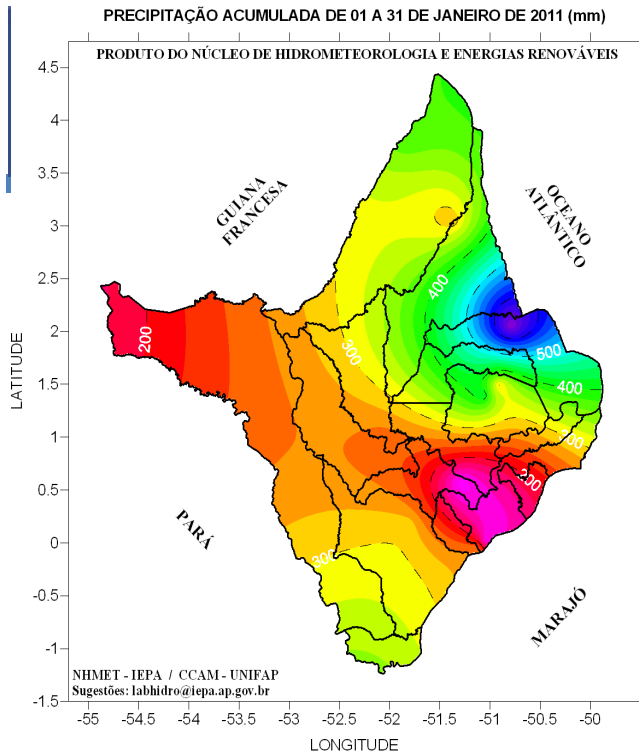 PRECIPITAÇÃO ACUMULADA DE 01 A 31 DE JANEIRO DE 2011 (mm)
PRODUTO DO NÚCLEO DE HIDROMETEOROLOGIA E ENERGIAS RENOVÁVEIS
4.5
4
3.5
3
2.5
2
1.5
1
0.5
0
-0.5
-1
-1.5
LATITUDE
GUIANA
FRANCESA
OCEANO
ATLÂNTICO
400
300
200
500
400
300
200
300
PARÁ
MARAJÓ
NHMET - IEPA / CCAM - UNIFAP
Sugestões: labhidro@iepa.ap.gov.br
-55 -54.5 -54 -53.5 -53 -52.5 -52 -51.5 -51 -50.5 -50
LONGITUDE